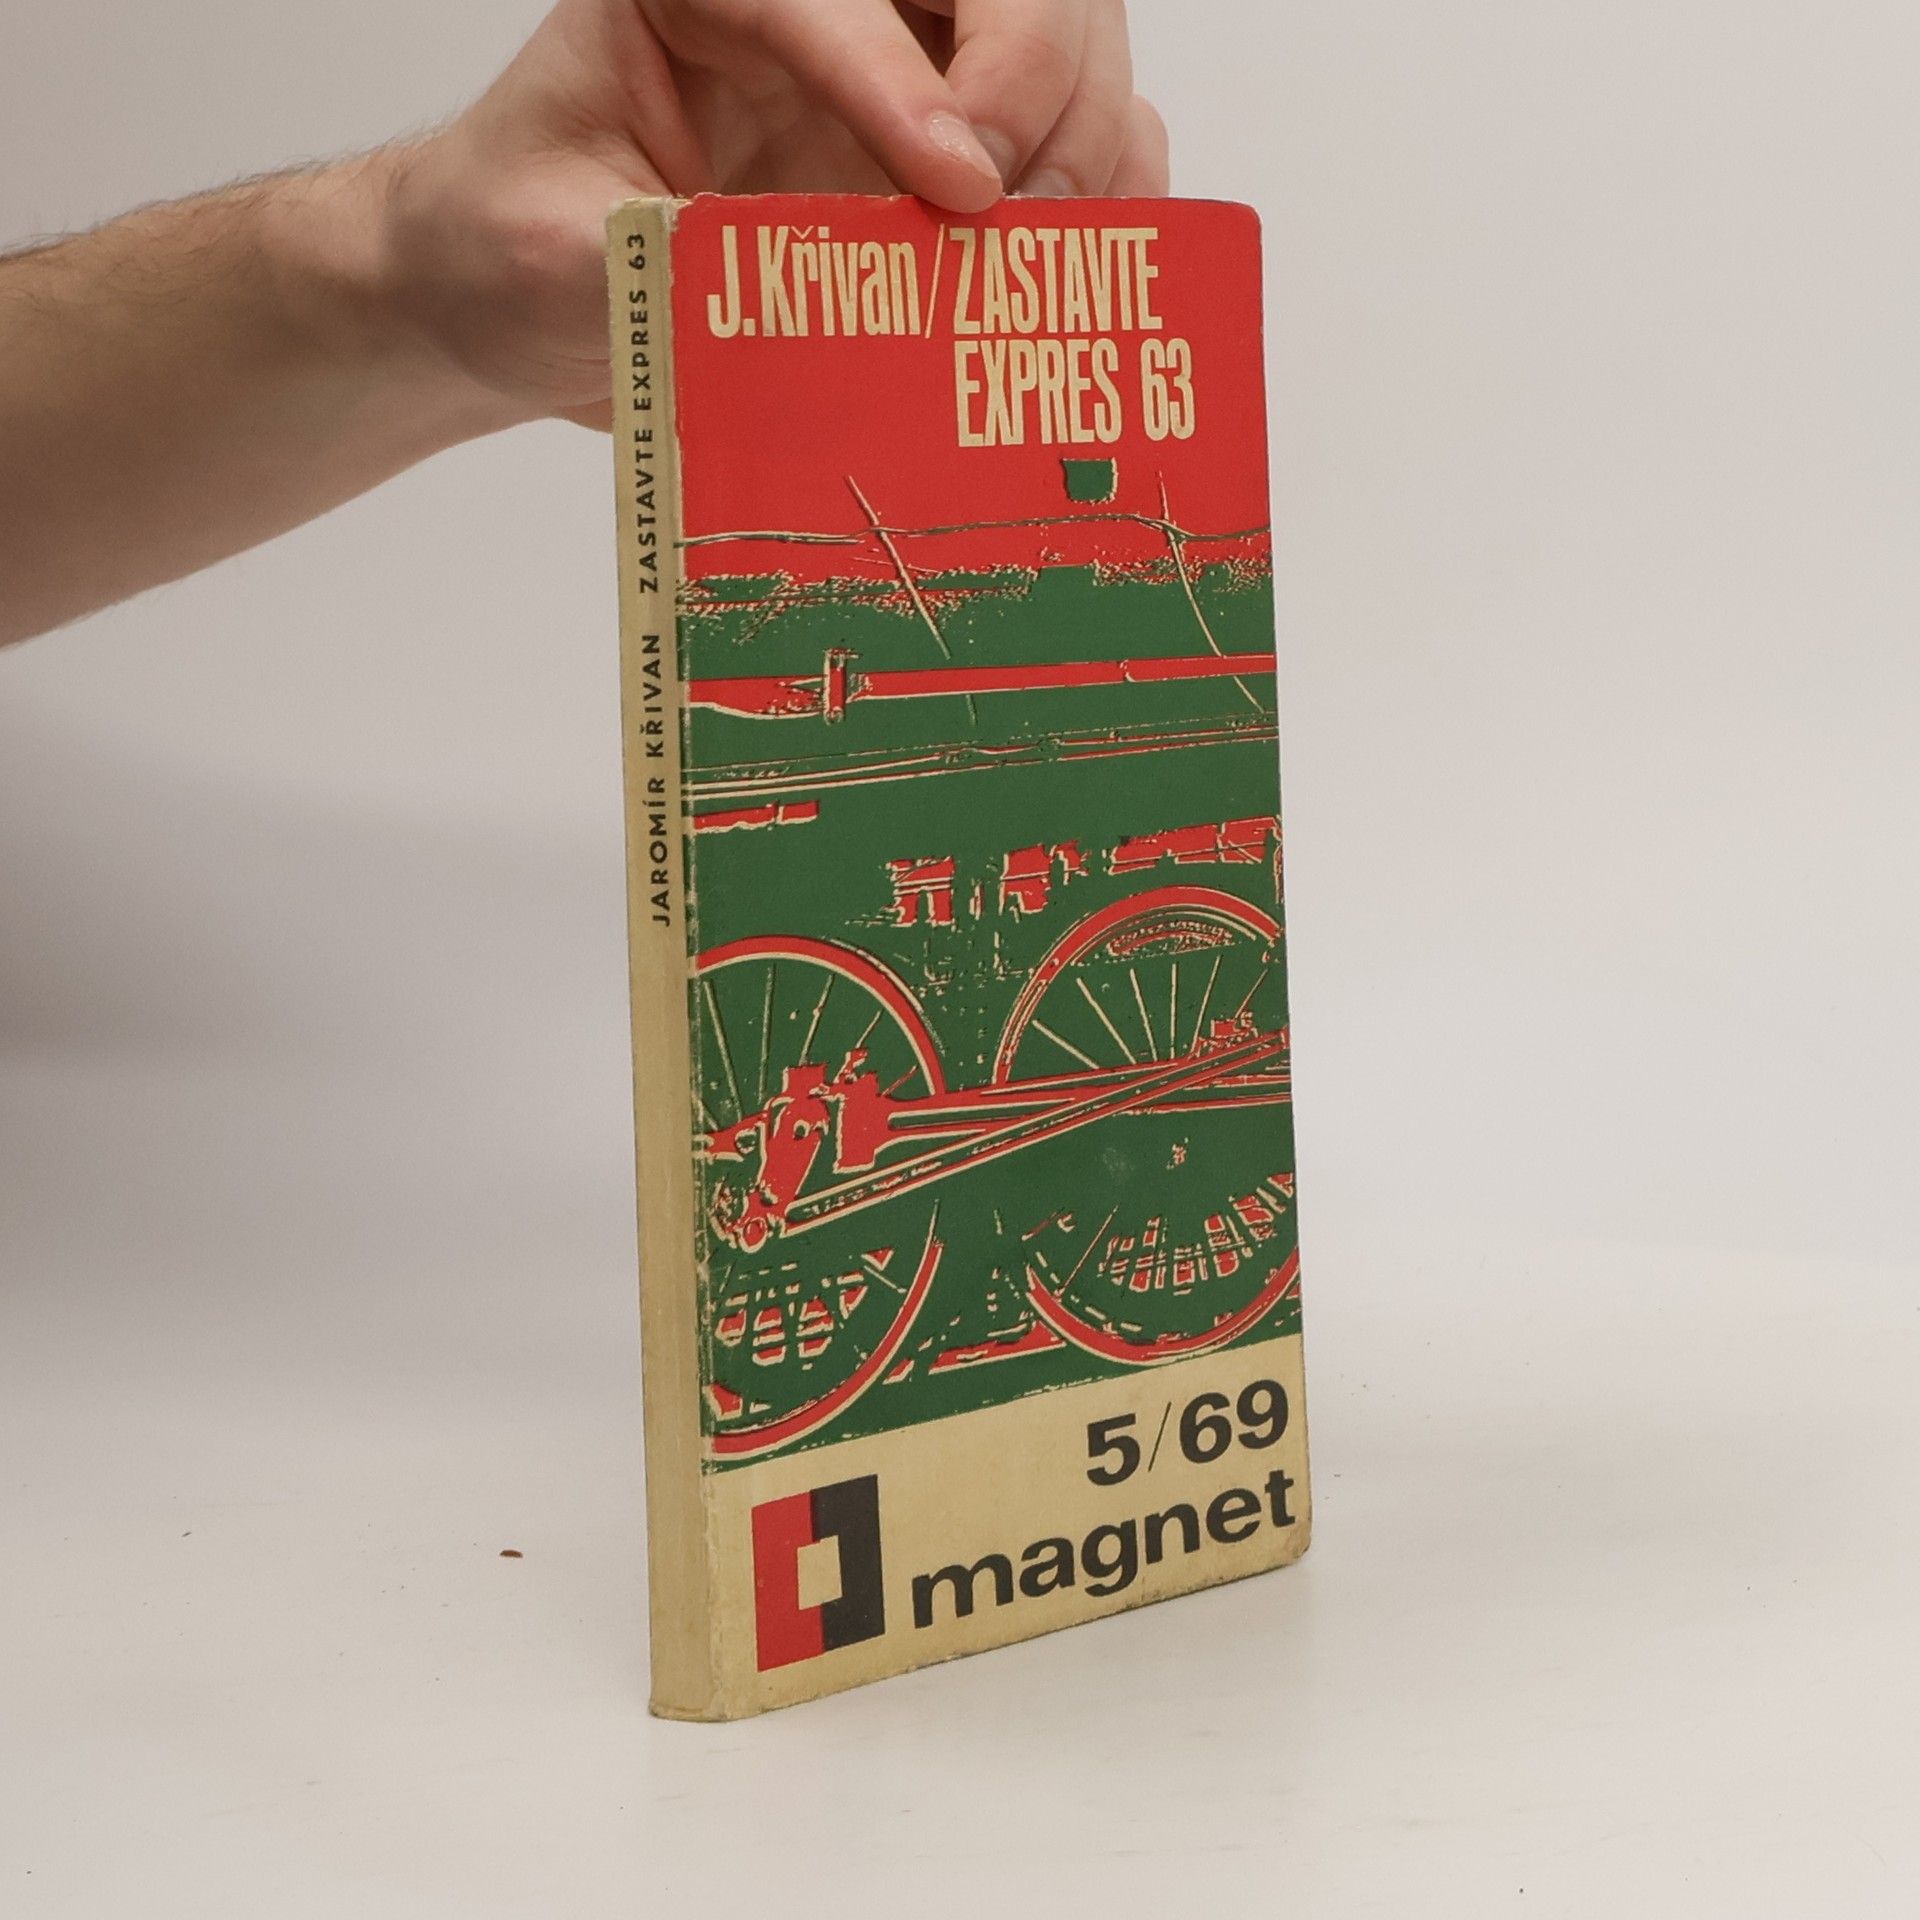 J. Křivan / ZASTAVTE
EXPRES 63
JAROMÍR KŘIVAN ZASTAVTE EXPRES 63
5/69
magnet